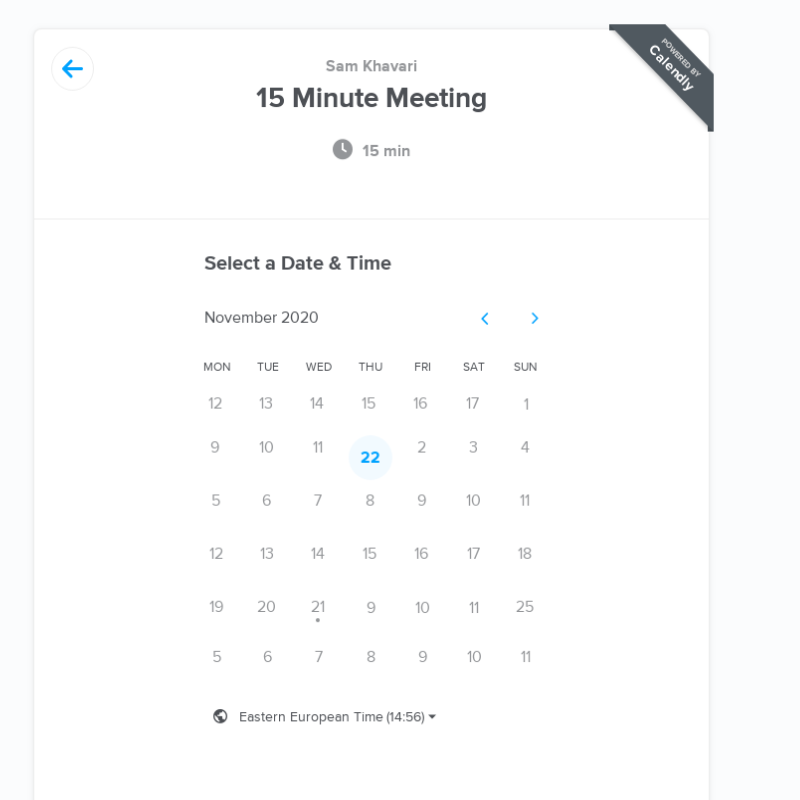 POWERED BY
Calendly
Sam Khavari
15 Minute Meeting
15 min
Select a Date & Time
November 2020
MON TUE WED THU FRI SAT SUN
12 13 14 15 16 17 1
9 10 11 22 2 3 4
5 6 7 8 9 10 11
12 13 14 15 16 17 18
19 20 21 9 10 11 25
5 6 7 8 9 10 11
Eastern European Time (14:56)